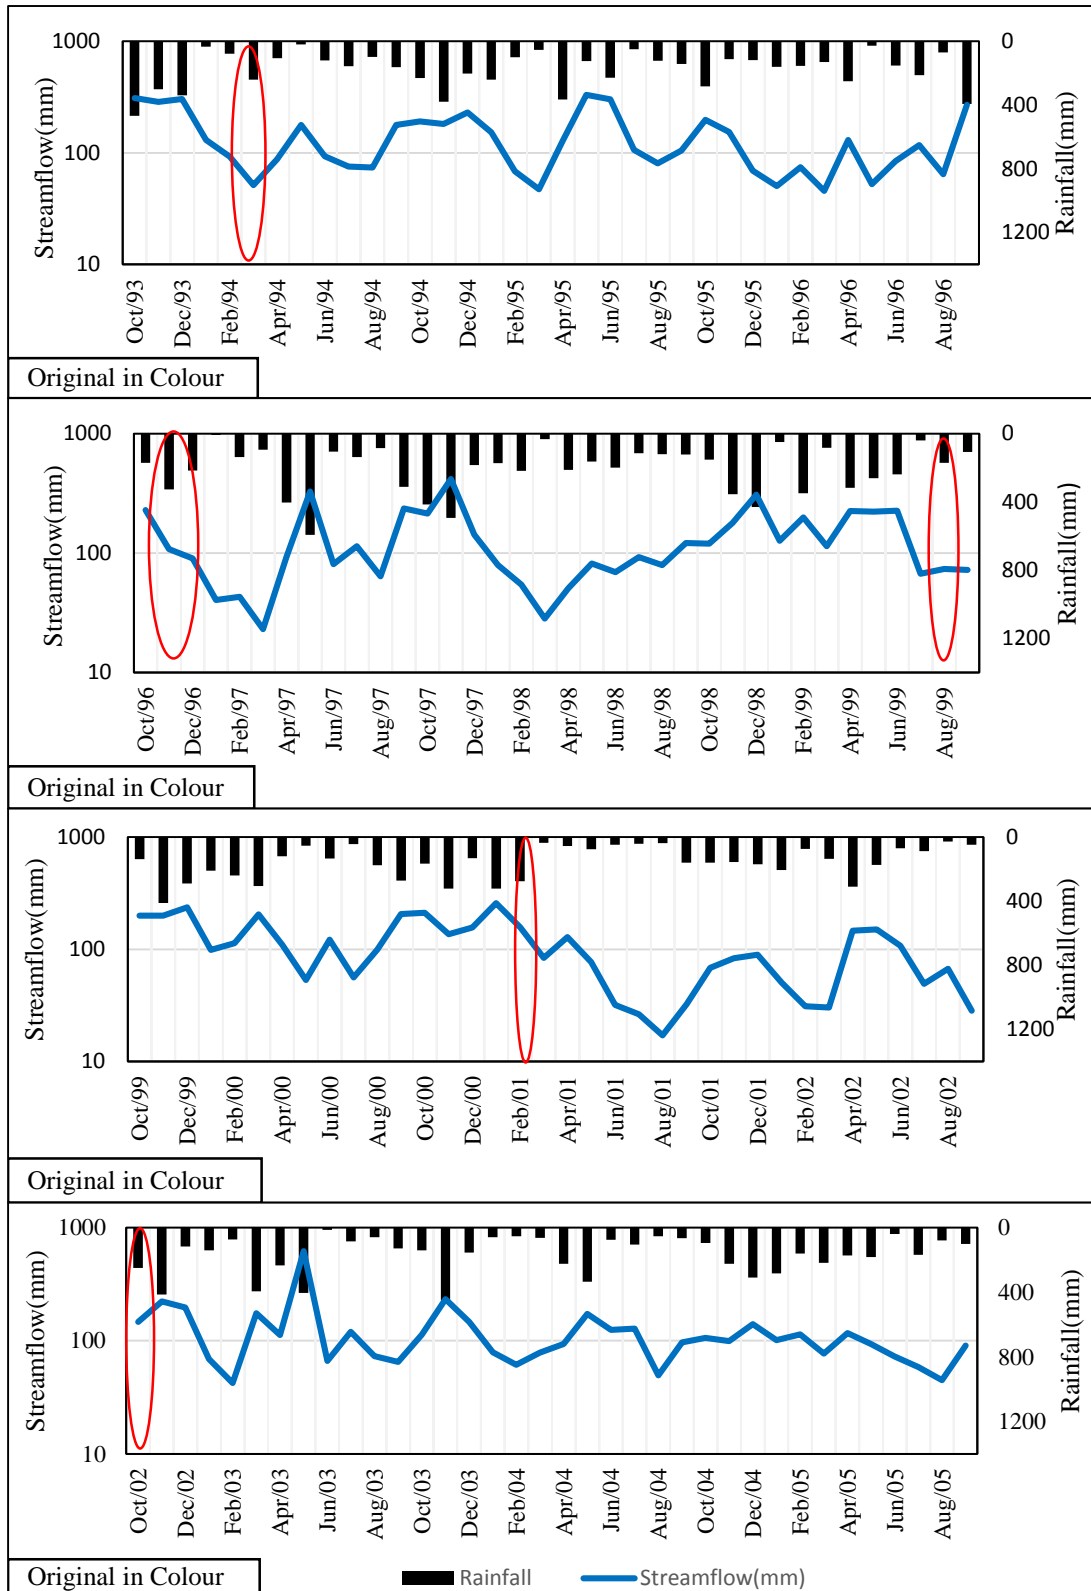 1000
100
10
Streamflow(mm)
0
400
800
1200
Rainfall(mm)
Oct/93
Dec/93
Feb/94
Apr/94
Jun/94
Aug/94
Oct/94
Dec/94
Feb/95
Apr/95
Jun/95
Aug/95
Oct/95
Dec/95
Feb/96
Apr/96
Jun/96
Aug/96
Original in Colour
1000
100
10
Streamflow(mm)
0
400
800
1200
Rainfall(mm)
Oct/96
Dec/96
Feb/97
Apr/97
Jun/97
Aug/97
Oct/97
Dec/97
Feb/98
Apr/98
Jun/98
Aug/98
Oct/98
Dec/98
Feb/99
Apr/99
Jun/99
Aug/99
Original in Colour
1000
100
10
Streamflow(mm)
0
400
800
1200
Rainfall(mm)
Oct/99
Dec/99
Feb/00
Apr/00
Jun/00
Aug/00
Oct/00
Dec/00
Feb/01
Apr/01
Jun/01
Aug/01
Oct/01
Dec/01
Feb/02
Apr/02
Jun/02
Aug/02
Original in Colour
1000
100
10
Streamflow(mm)
0
400
800
1200
Rainfall(mm)
Oct/02
Dec/02
Feb/03
Apr/03
Jun/03
Aug/03
Oct/03
Dec/03
Feb/04
Apr/04
Jun/04
Aug/04
Oct/04
Dec/04
Feb/05
Apr/05
Jun/05
Aug/05
Original in Colour
Rainfall
Streamflow(mm)